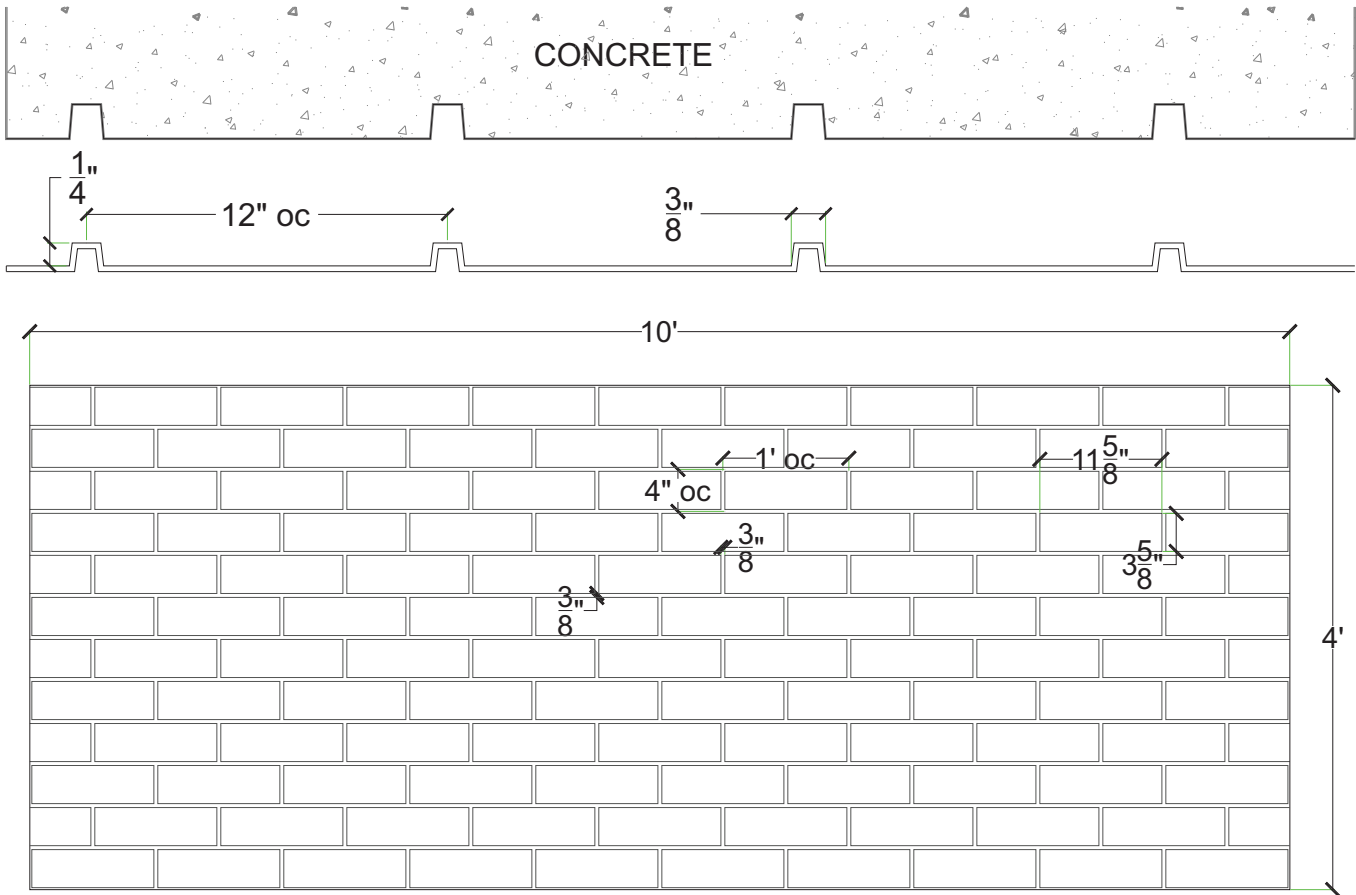 CONCRETE
1/4"
12" oc
3/8"
10'
1' oc
11 5/8"
4" oc
3/8"
3 5/8"
3/8"
4'